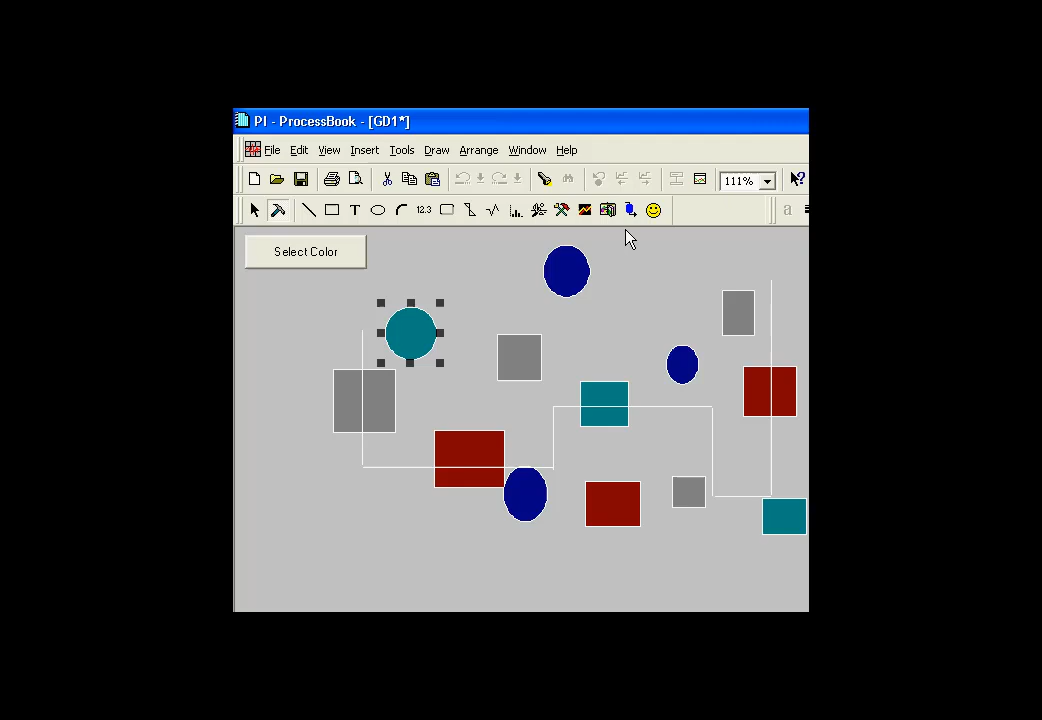 PI - ProcessBook - [GD1*]
File Edit View Insert Tools Draw Arrange Window Help
111%
T 12.3 a
Select Color